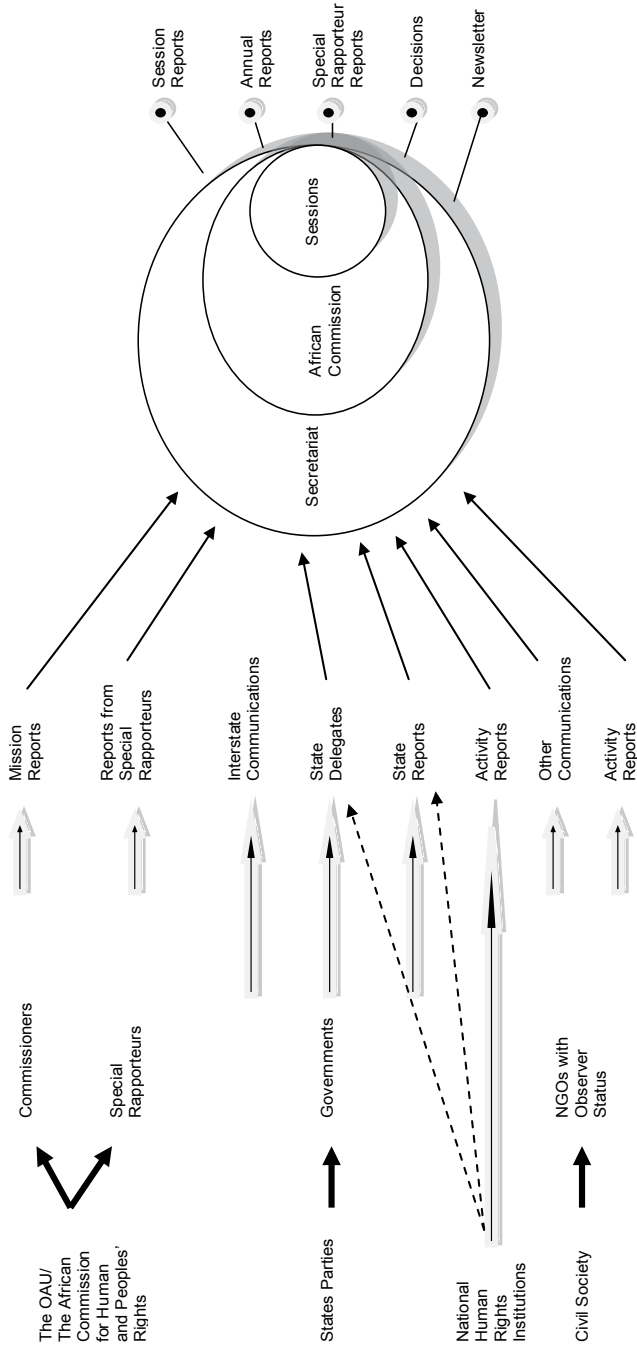 The OAU/
The African
Commission
for Human
and Peoples'
Rights
Commissioners
Mission
Reports
Special
Rapporteurs
Reports from
Special
Rapporteurs
States Parties
Governments
Interstate
Communications
State
Delegates
State
Reports
National
Human
Rights
Institutions
Activity
Reports
Civil Society
NGOs with
Observer
Status
Other
Communications
Activity
Reports
Secretariat
African
Commission
Sessions
Session
Reports
Annual
Reports
Special
Rapporteur
Reports
Decisions
Newsletter